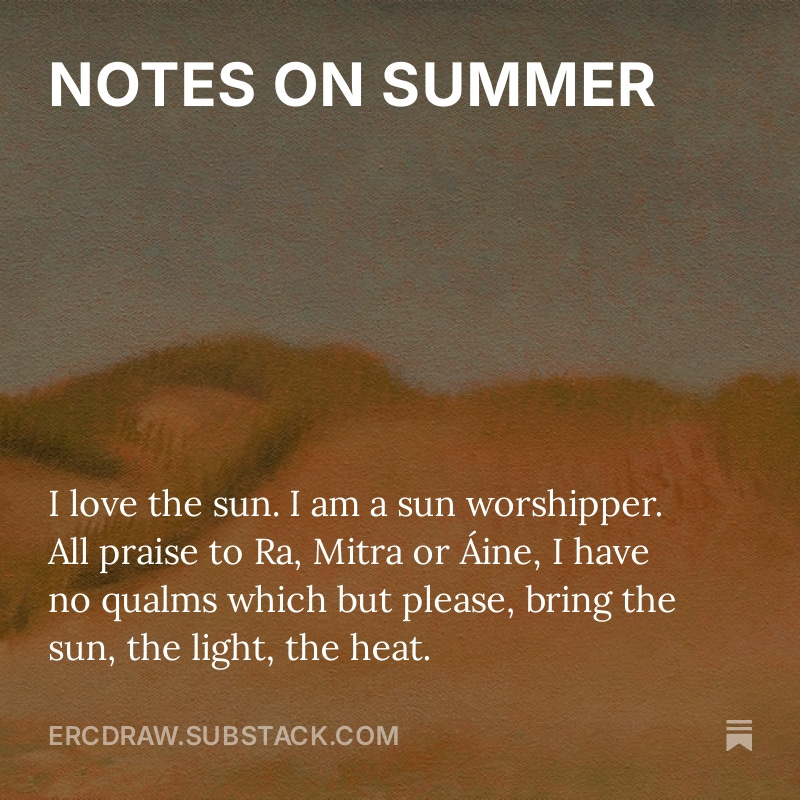 NOTES ON SUMMER
I love the sun. I am a sun worshipper.
All praise to Ra, Mitra or Áine, I have
no qualms which but please, bring the
sun, the light, the heat.
ERCDRAW.SUBSTACK.COM